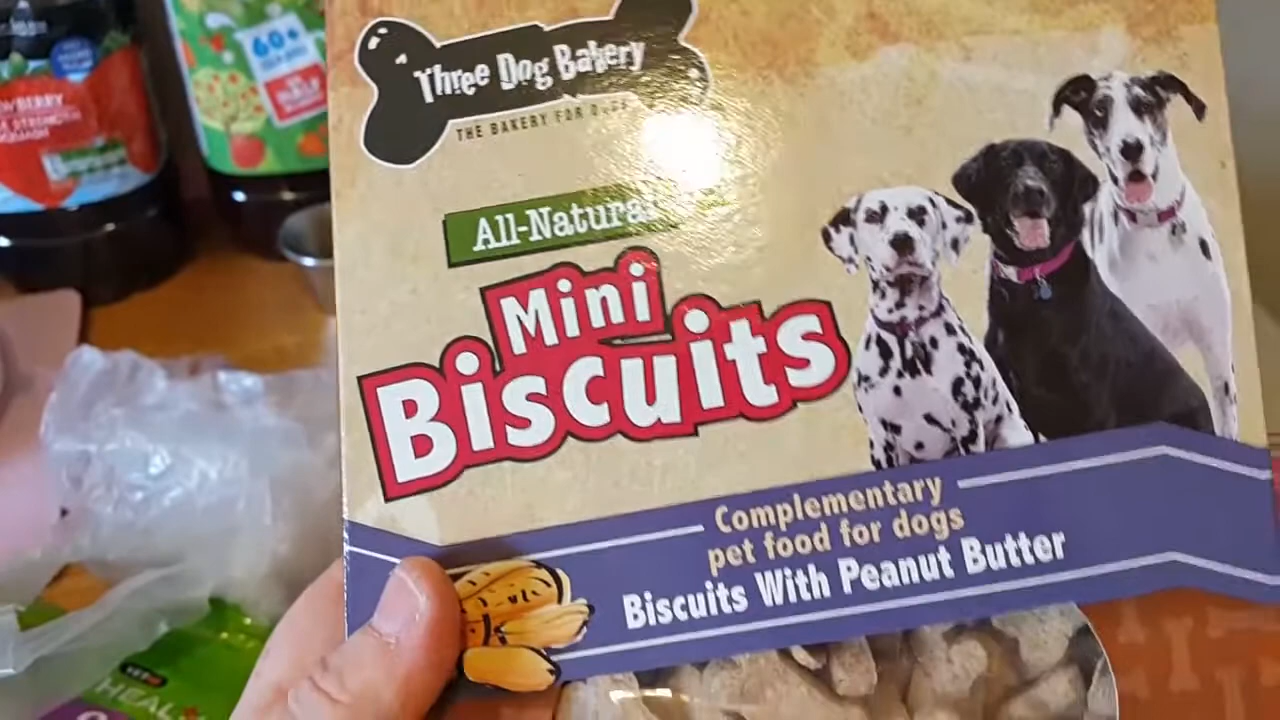 Three Dog Bakery
THE BAKERY FOR DOGS
All-Natural
Mini
Biscuits
Complementary
pet food for dogs
Biscuits With Peanut Butter
60+